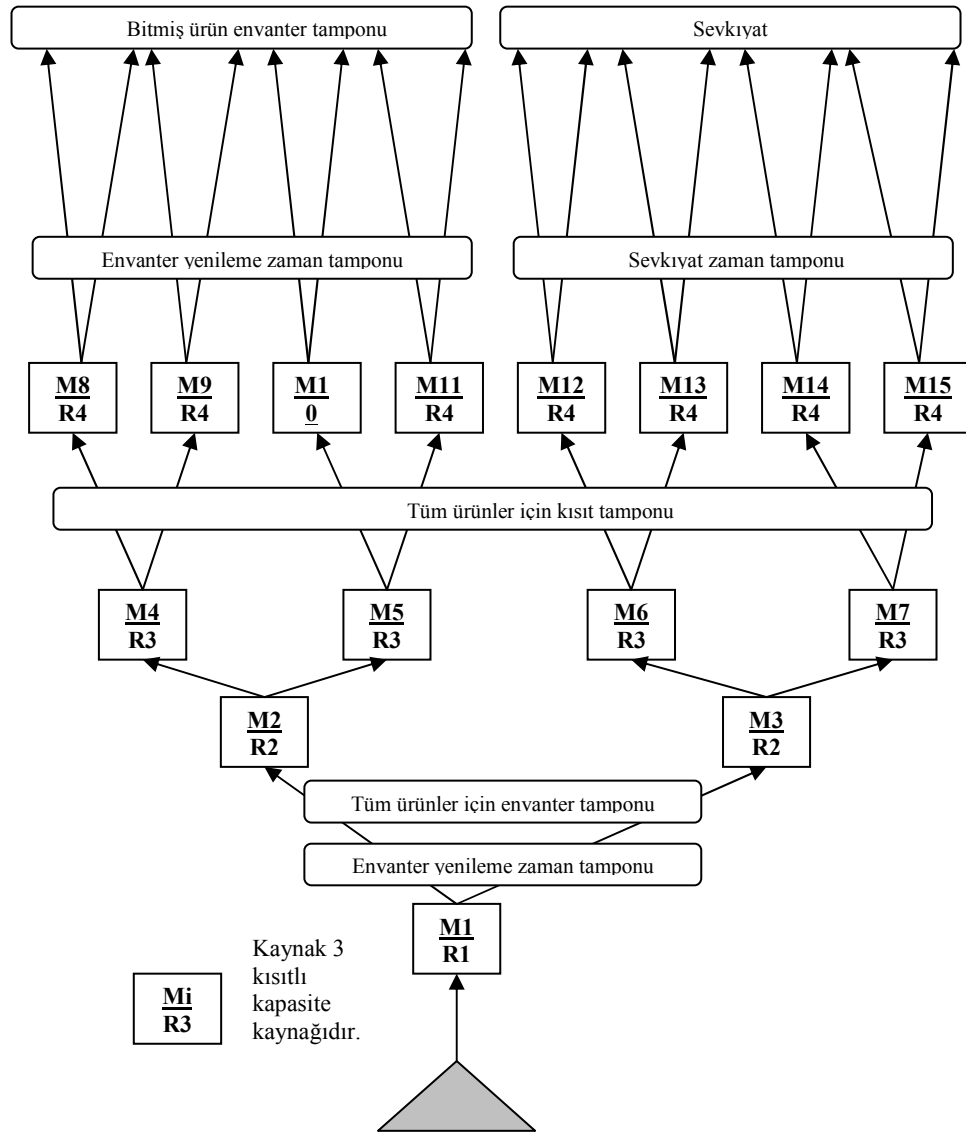 Bitmiş ürün envanter tamponu
Sevkıyat
Envanter yenileme zaman tamponu
Sevkıyat zaman tamponu
M8
R4
M9
R4
M1
0
M11
R4
M12
R4
M13
R4
M14
R4
M15
R4
Tüm ürünler için kısıt tamponu
M4
R3
M5
R3
M6
R3
M7
R3
M2
R2
M3
R2
Tüm ürünler için envanter tamponu
Envanter yenileme zaman tamponu
M1
R1
Mi
R3
Kaynak 3
kısıtlı
kapasite
kaynağıdır.